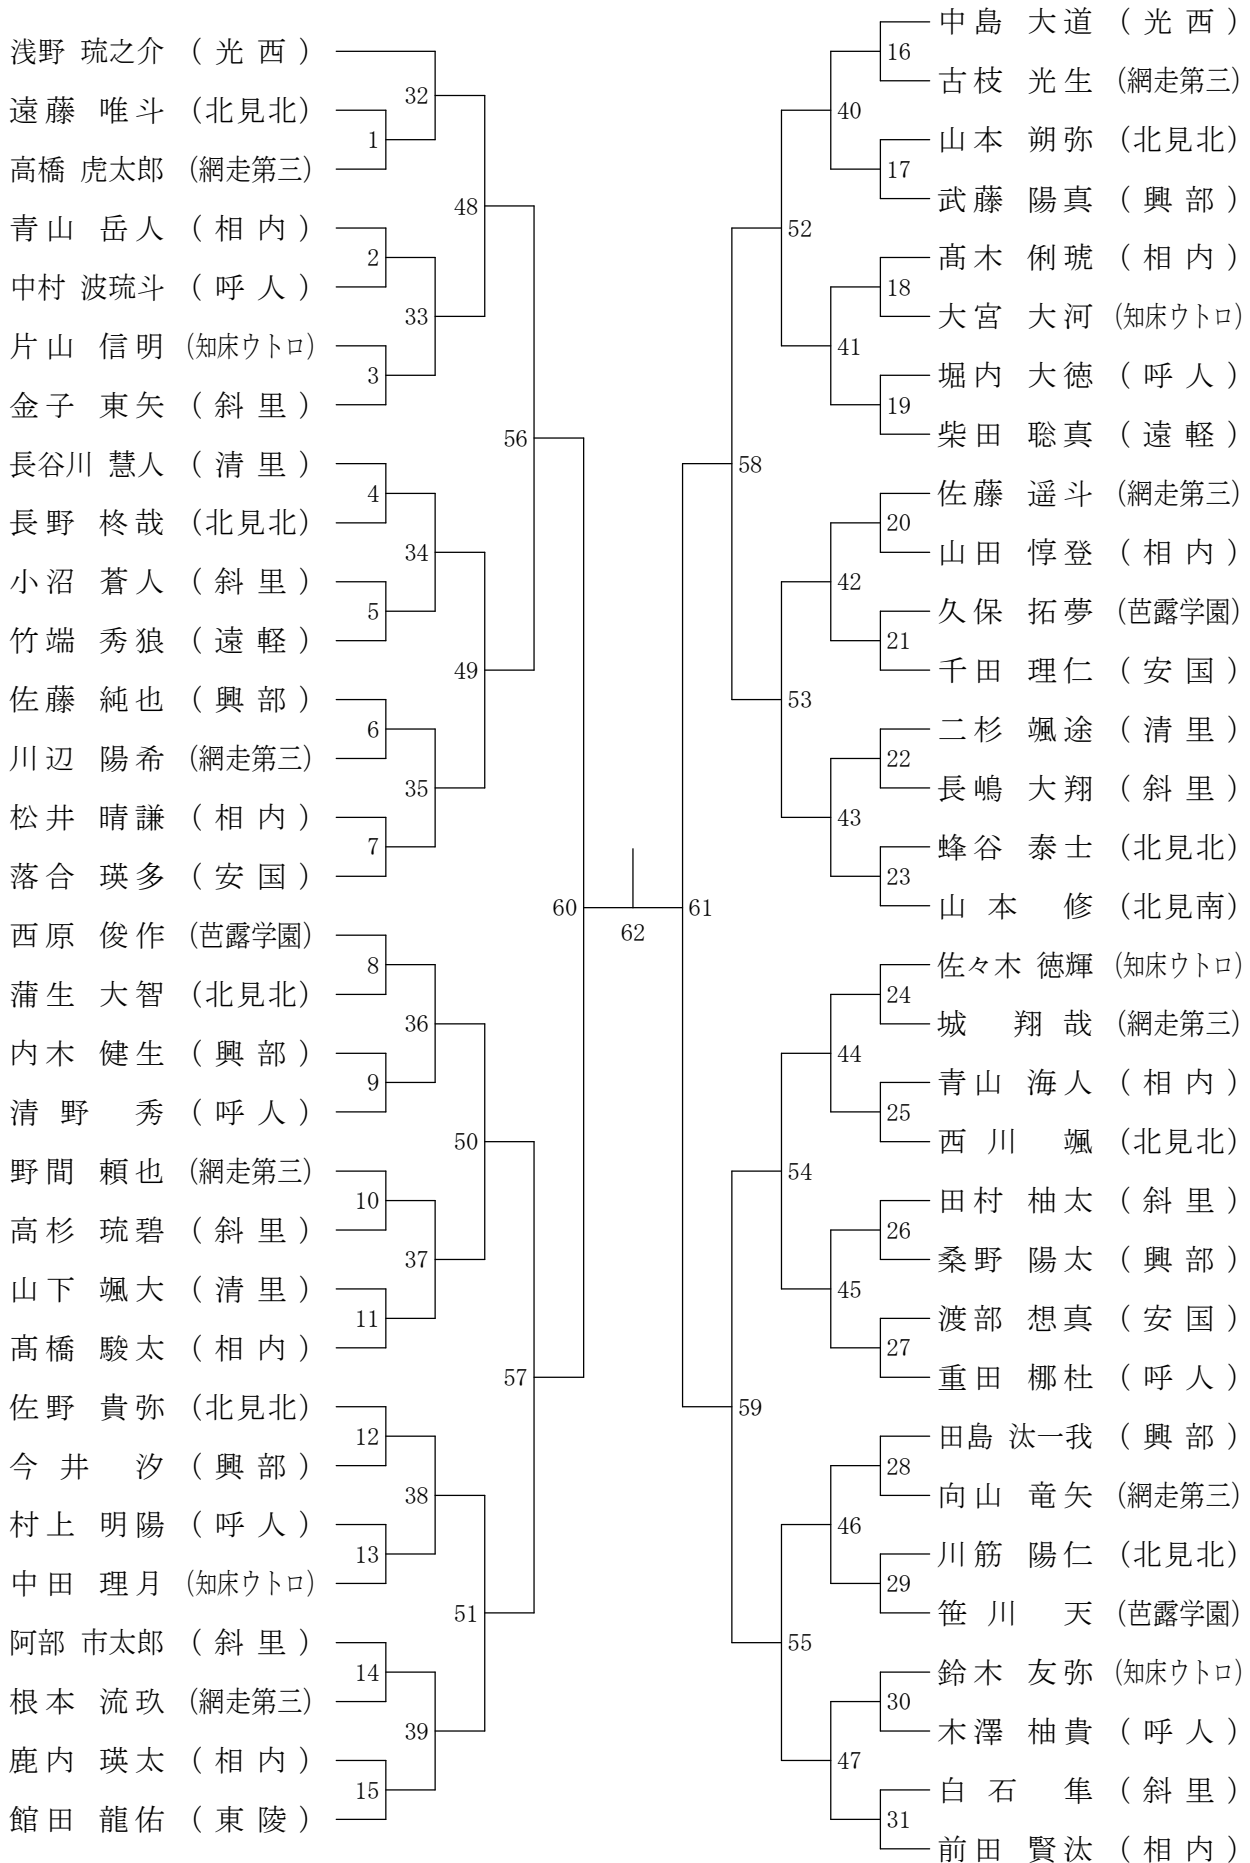 浅野 琉之介 (光西)
遠藤 唯斗 (北見北)
高橋 虎太郎 (網走第三)
青山 岳人 (相内)
中村 波琉斗 (呼人)
片山 信明 (知床ウトロ)
金子 東矢 (斜里)
長谷川 慧人 (清里)
長野 柊哉 (北見北)
小沼 蒼人 (斜里)
竹端 秀狼 (遠軽)
佐藤 純也 (興部)
川辺 陽希 (網走第三)
松井 晴謙 (相内)
落合 瑛多 (安国)
西原 俊作 (芭露学園)
蒲生 大智 (北見北)
内木 健生 (興部)
清野 秀 (呼人)
野間 頼也 (網走第三)
高杉 琉碧 (斜里)
山下 颯大 (清里)
髙橋 駿太 (相内)
佐野 貴弥 (北見北)
今井 汐 (興部)
村上 明陽 (呼人)
中田 理月 (知床ウトロ)
阿部 市太郎 (斜里)
根本 流玖 (網走第三)
鹿内 瑛太 (相内)
館田 龍佑 (東陵)
1
2
3
4
5
6
7
8
9
10
11
12
13
14
15
32
33
34
35
36
37
38
39
48
49
50
51
56
57
60
62
61
58
59
52
53
54
55
40
41
42
43
44
45
46
47
16
17
18
19
20
21
22
23
24
25
26
27
28
29
30
31
中島 大道 (光西)
古枝 光生 (網走第三)
山本 朔弥 (北見北)
武藤 陽真 (興部)
髙木 俐琥 (相内)
大宮 大河 (知床ウトロ)
堀内 大徳 (呼人)
柴田 聡真 (遠軽)
佐藤 遥斗 (網走第三)
山田 惇登 (相内)
久保 拓夢 (芭露学園)
千田 理仁 (安国)
二杉 颯途 (清里)
長嶋 大翔 (斜里)
蜂谷 泰士 (北見北)
山本 修 (北見南)
佐々木 徳輝 (知床ウトロ)
城 翔哉 (網走第三)
青山 海人 (相内)
西川 颯 (北見北)
田村 柚太 (斜里)
桑野 陽太 (興部)
渡部 想真 (安国)
重田 梛杜 (呼人)
田島 汰一我 (興部)
向山 竜矢 (網走第三)
川筋 陽仁 (北見北)
笹川 天 (芭露学園)
鈴木 友弥 (知床ウトロ)
木澤 柚貴 (呼人)
白石 隼 (斜里)
前田 賢汰 (相内)